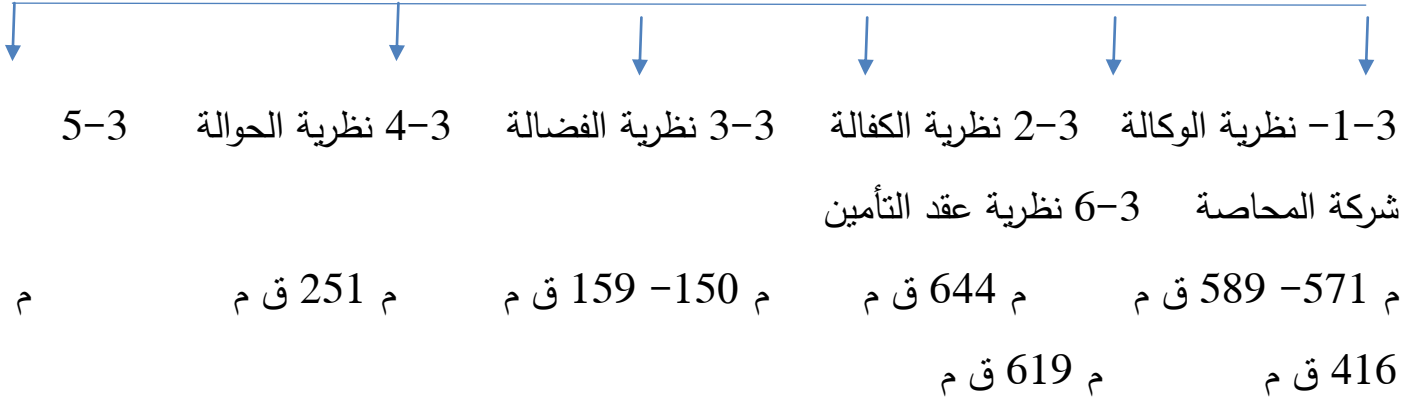 3-1- نظرية الوكالة 3-2 نظرية الكفالة 3-3 نظرية الفضالة 3-4 نظرية الحوالة 3-5
شركة المحاصة 3-6 نظرية عقد التأمين
م 571- 589 ق م م 644 ق م م 150- 159 ق م م 251 ق م م
416 ق م م 619 ق م